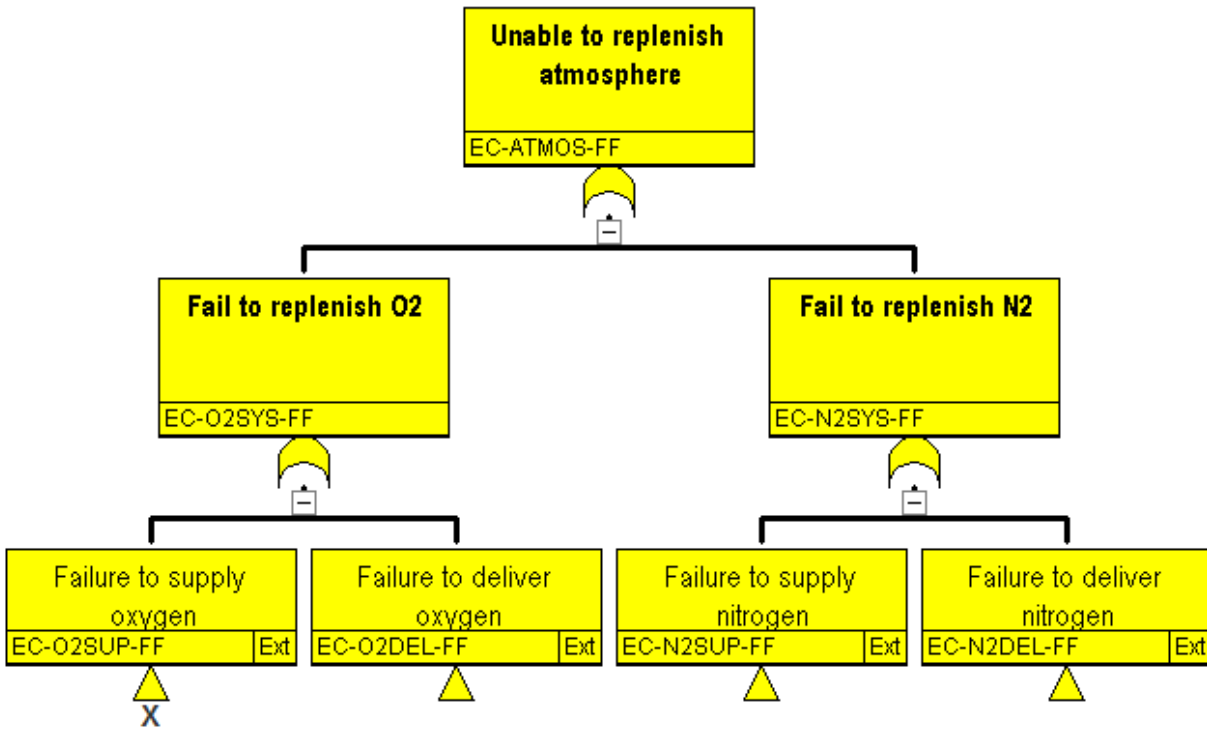 Unable to replenish
atmosphere
EC-ATMOS-FF
Fail to replenish O2
EC-O2SYS-FF
Fail to replenish N2
EC-N2SYS-FF
Failure to supply
oxygen
EC-O2SUP-FF Ext
Failure to deliver
oxygen
EC-O2DEL-FF Ext
Failure to supply
nitrogen
EC-N2SUP-FF Ext
Failure to deliver
nitrogen
EC-N2DEL-FF Ext
X